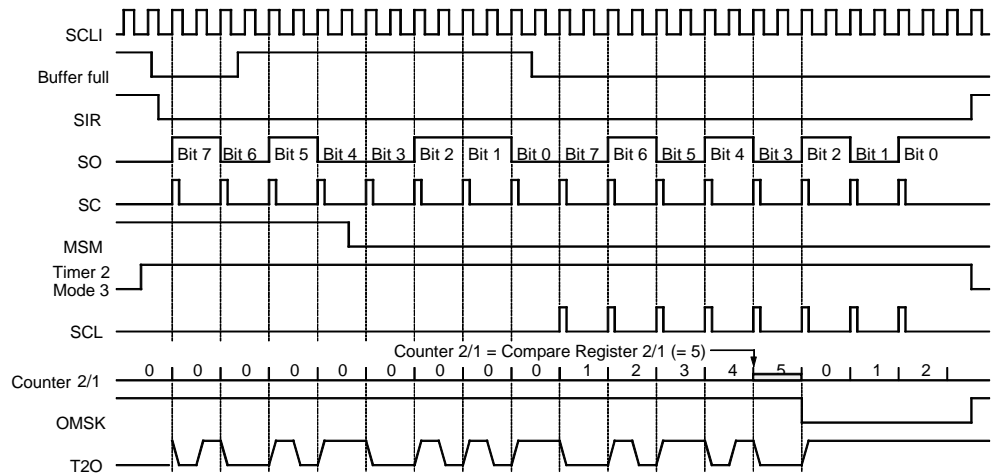 SCLI
Buffer full
SIR
SO Bit 7 Bit 6 Bit 5 Bit 4 Bit 3 Bit 2 Bit 1 Bit 0 Bit 7 Bit 6 Bit 5 Bit 4 Bit 3 Bit 2 Bit 1 Bit 0
SC
MSM
Timer 2
Mode 3
SCL
Counter 2/1 = Compare Register 2/1 (= 5)
Counter 2/1 0 0 0 0 0 0 0 0 0 1 2 3 4 5 0 1 2
OMSK
T2O